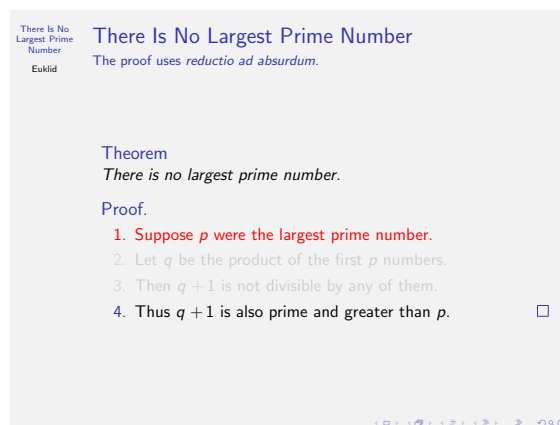 There Is No
Largest Prime
Number
Euklid
There Is No Largest Prime Number
The proof uses reductio ad absurdum.
Theorem
There is no largest prime number.
Proof.
1. Suppose p were the largest prime number.
2. Let q be the product of the first p numbers.
3. Then q + 1 is not divisible by any of them.
4. Thus q + 1 is also prime and greater than p. □